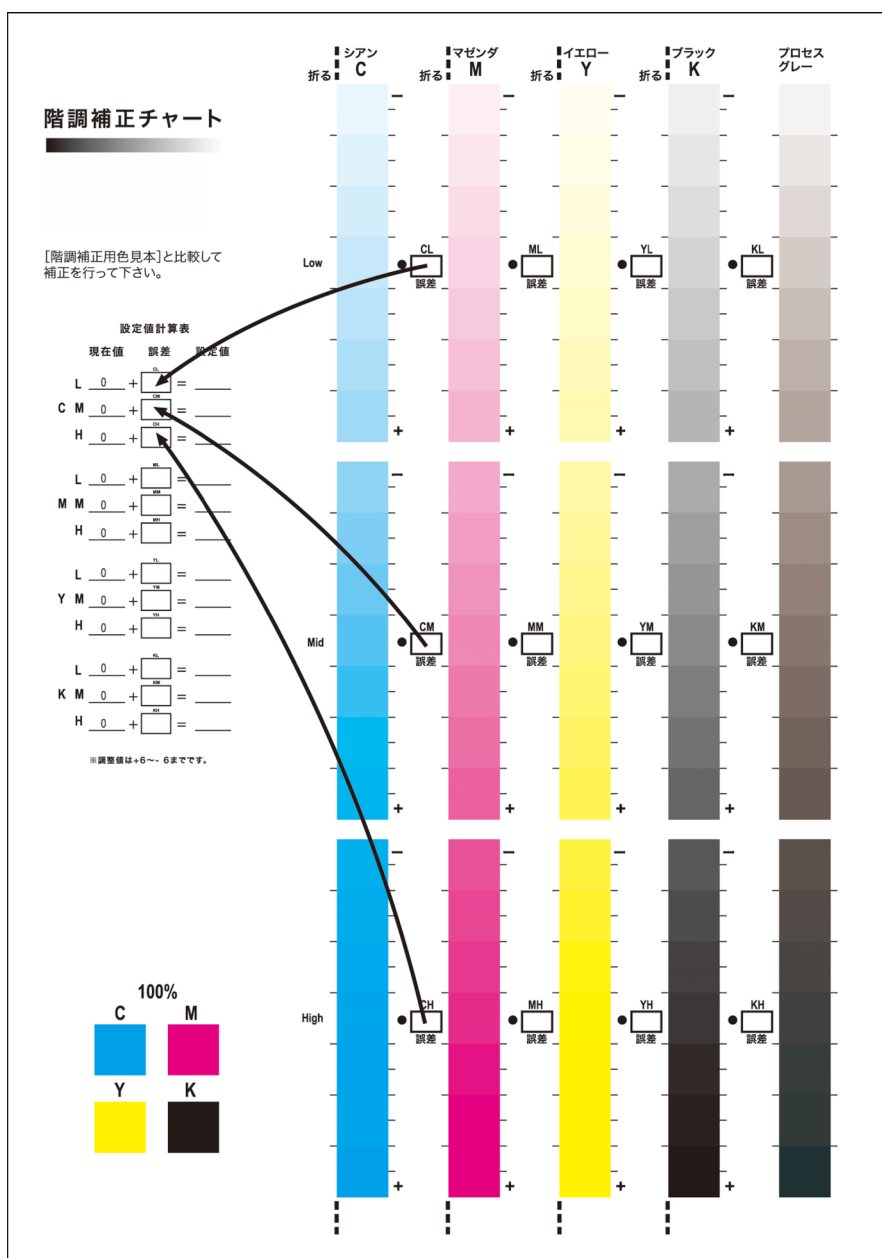 シアン マゼンダ イエロー ブラック プロセス
折る C 折る M 折る Y 折る K グレー
階調補正チャート
[階調補正用色見本]と比較して
補正を行って下さい。
CL ML YL KL
Low
誤差 誤差 誤差 誤差
設定値計算表
現在値 誤差 設定値
CL
L 0 + =
CM
C M 0 + =
CH
H 0 + =
ML
L 0 + =
MM
M M 0 + =
MH
H 0 + =
YL
L 0 + =
YM
Y M 0 + =
YH
H 0 + =
KL
L 0 + =
KM
K M 0 + =
KH
H 0 + =
※調整値は+6〜- 6までです。
CM MM YM KM
Mid
誤差 誤差 誤差 誤差
100%
C M
Y K
CH MH YH KH
High
誤差 誤差 誤差 誤差